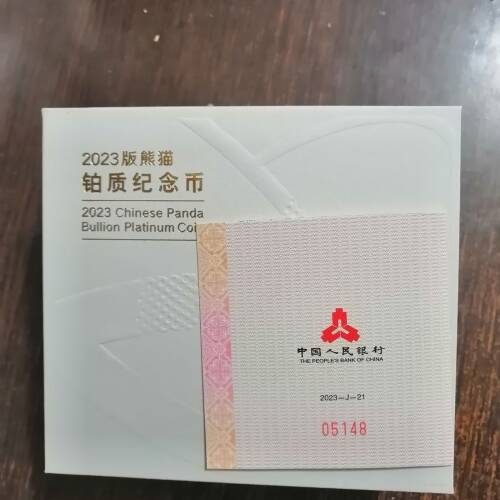 2023版熊猫
铂质纪念币
2023 Chinese Panda
Bullion Platinum Coi
中国人民银行
THE PEOPLE'S BANK OF CHINA
2023-J-21
05148